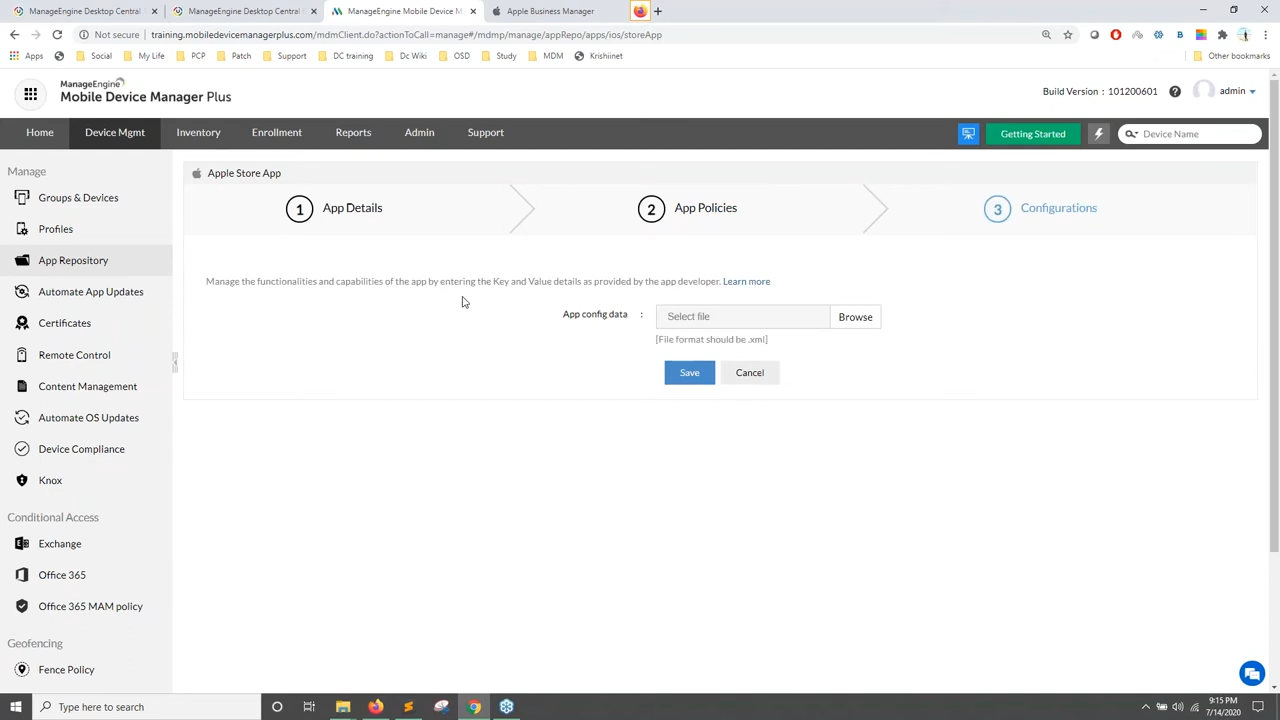 ManageEngine Desktop Central
ManageEngine Desktop Central
ManageEngine Mobile Device M
Apple Business Manager
Not secure
training.mobiledevicemanagerplus.com/mdmClient.do?actionToCall=manage#/mdmp/manage/appRepo/apps/ios/storeApp
Apps
Social
My Life
PCP
Patch
Support
DC training
Dc Wiki
OSD
Study
MDM
Krishiinet
Other bookmarks
ManageEngine
Mobile Device Manager Plus
Build Version : 101200601
admin
Home
Device Mgmt
Inventory
Enrollment
Reports
Admin
Support
Getting Started
Device Name
Manage
Groups & Devices
Profiles
App Repository
Automate App Updates
Certificates
Remote Control
Content Management
Automate OS Updates
Device Compliance
Knox
Conditional Access
Exchange
Office 365
Office 365 MAM policy
Geofencing
Fence Policy
Apple Store App
1 App Details
2 App Policies
3 Configurations
Manage the functionalities and capabilities of the app by entering the Key and Value details as provided by the app developer. Learn more
App config data :
Select file
Browse
[File format should be .xml]
Save
Cancel
Type here to search
9:15 PM
7/14/2020